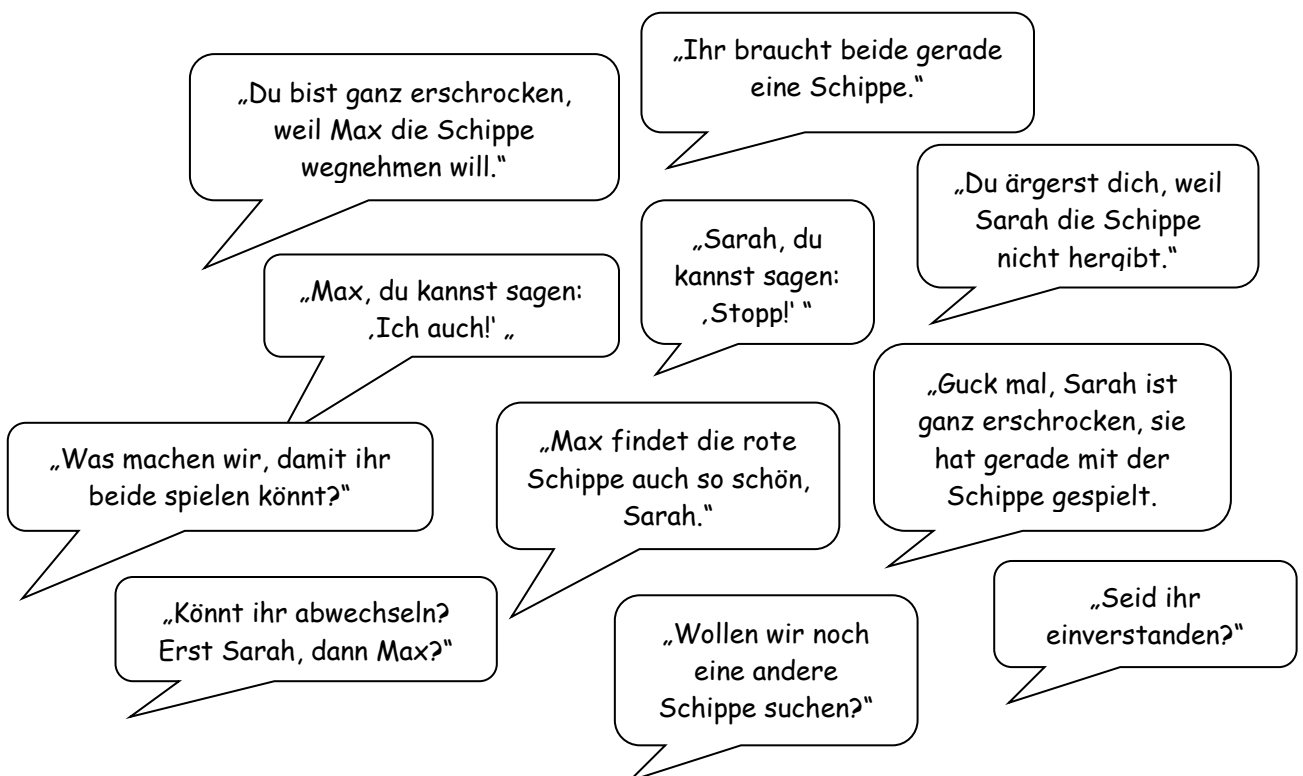 „Ihr braucht beide gerade
eine Schippe.“
„Du bist ganz erschrocken,
weil Max die Schippe
wegnehmen will.“
„Du ärgerst dich, weil
Sarah die Schippe
nicht hergibt.“
„Sarah, du
kannst sagen:
‚Stopp!‘ “
„Max, du kannst sagen:
‚Ich auch!‘ „
„Guck mal, Sarah ist
ganz erschrocken, sie
hat gerade mit der
Schippe gespielt.
„Max findet die rote
Schippe auch so schön,
Sarah.“
„Was machen wir, damit ihr
beide spielen könnt?“
„Könnt ihr abwechseln?
Erst Sarah, dann Max?“
„Wollen wir noch
eine andere
Schippe suchen?“
„Seid ihr
einverstanden?“